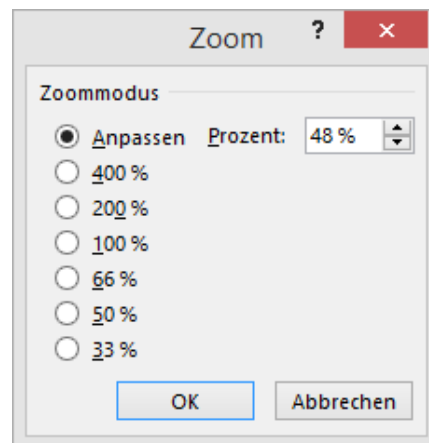 Zoom ?
Zoommodus
Anpassen Prozent: 48 %
400 %
200 %
100 %
66 %
50 %
33 %
OK Abbrechen